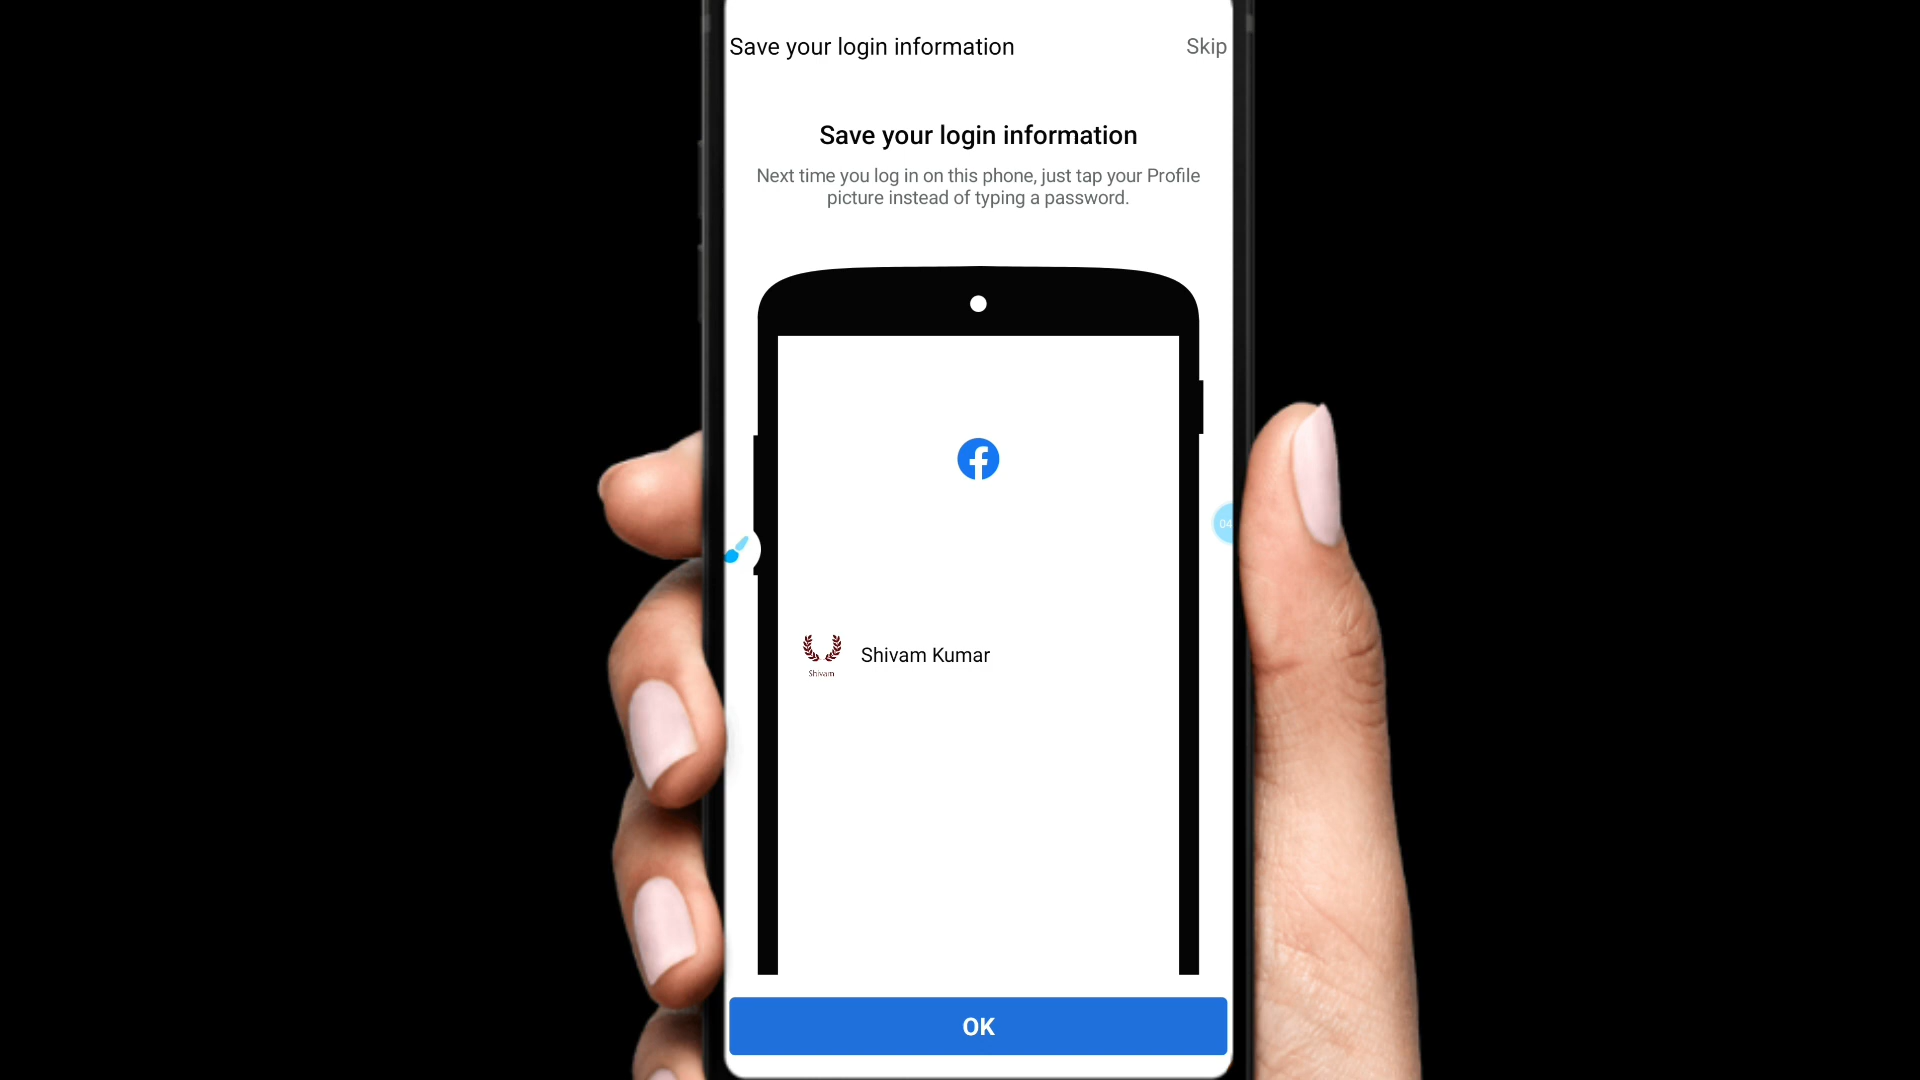 Save your login information
Skip
Save your login information
Next time you log in on this phone, just tap your Profile
picture instead of typing a password.
04
Shivam
Shivam Kumar
OK